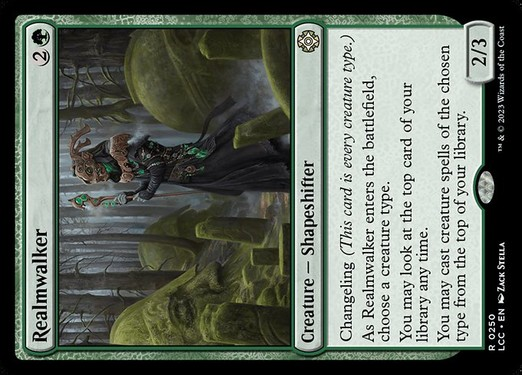 Realmwalker 2
Creature — Shapeshifter
Changeling (This card is every creature type.)
As Realmwalker enters the battlefield,
choose a creature type.
You may look at the top card of your
library any time.
You may cast creature spells of the chosen
type from the top of your library.
2/3
R 0250
LCC • EN Zack Stella
™ & © 2023 Wizards of the Coast